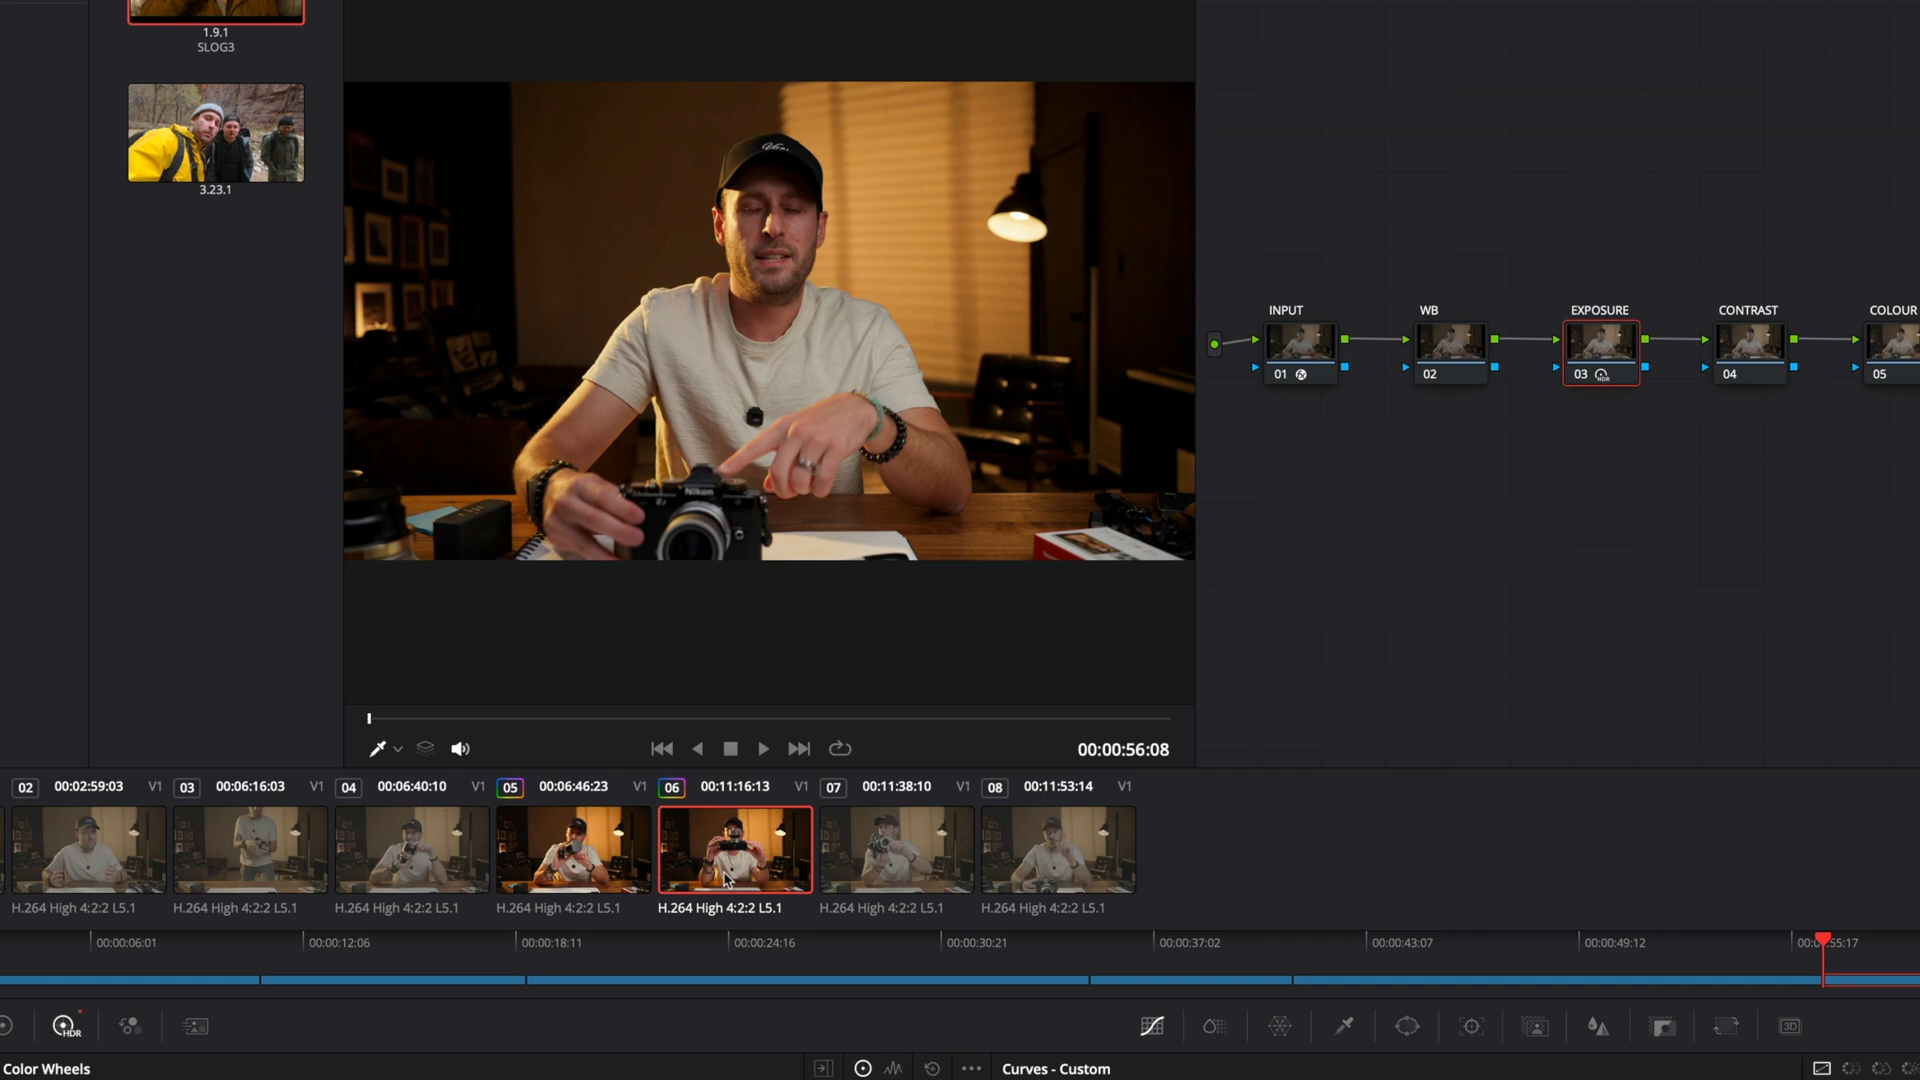 1.9.1
SLOG3
3.23.1
Nikon
Zf
INPUT
WB
EXPOSURE
CONTRAST
COLOUR
01
02
03
HDR
04
05
00:00:56:08
02 00:02:59:03 V1
03 00:06:16:03 V1
04 00:06:40:10 V1
05 00:06:46:23 V1
06 00:11:16:13 V1
07 00:11:38:10 V1
08 00:11:53:14 V1
H.264 High 4:2:2 L5.1
H.264 High 4:2:2 L5.1
H.264 High 4:2:2 L5.1
H.264 High 4:2:2 L5.1
H.264 High 4:2:2 L5.1
H.264 High 4:2:2 L5.1
H.264 High 4:2:2 L5.1
00:00:06:01
00:00:12:06
00:00:18:11
00:00:24:16
00:00:30:21
00:00:37:02
00:00:43:07
00:00:49:12
HDR
3D
Color Wheels
Curves - Custom